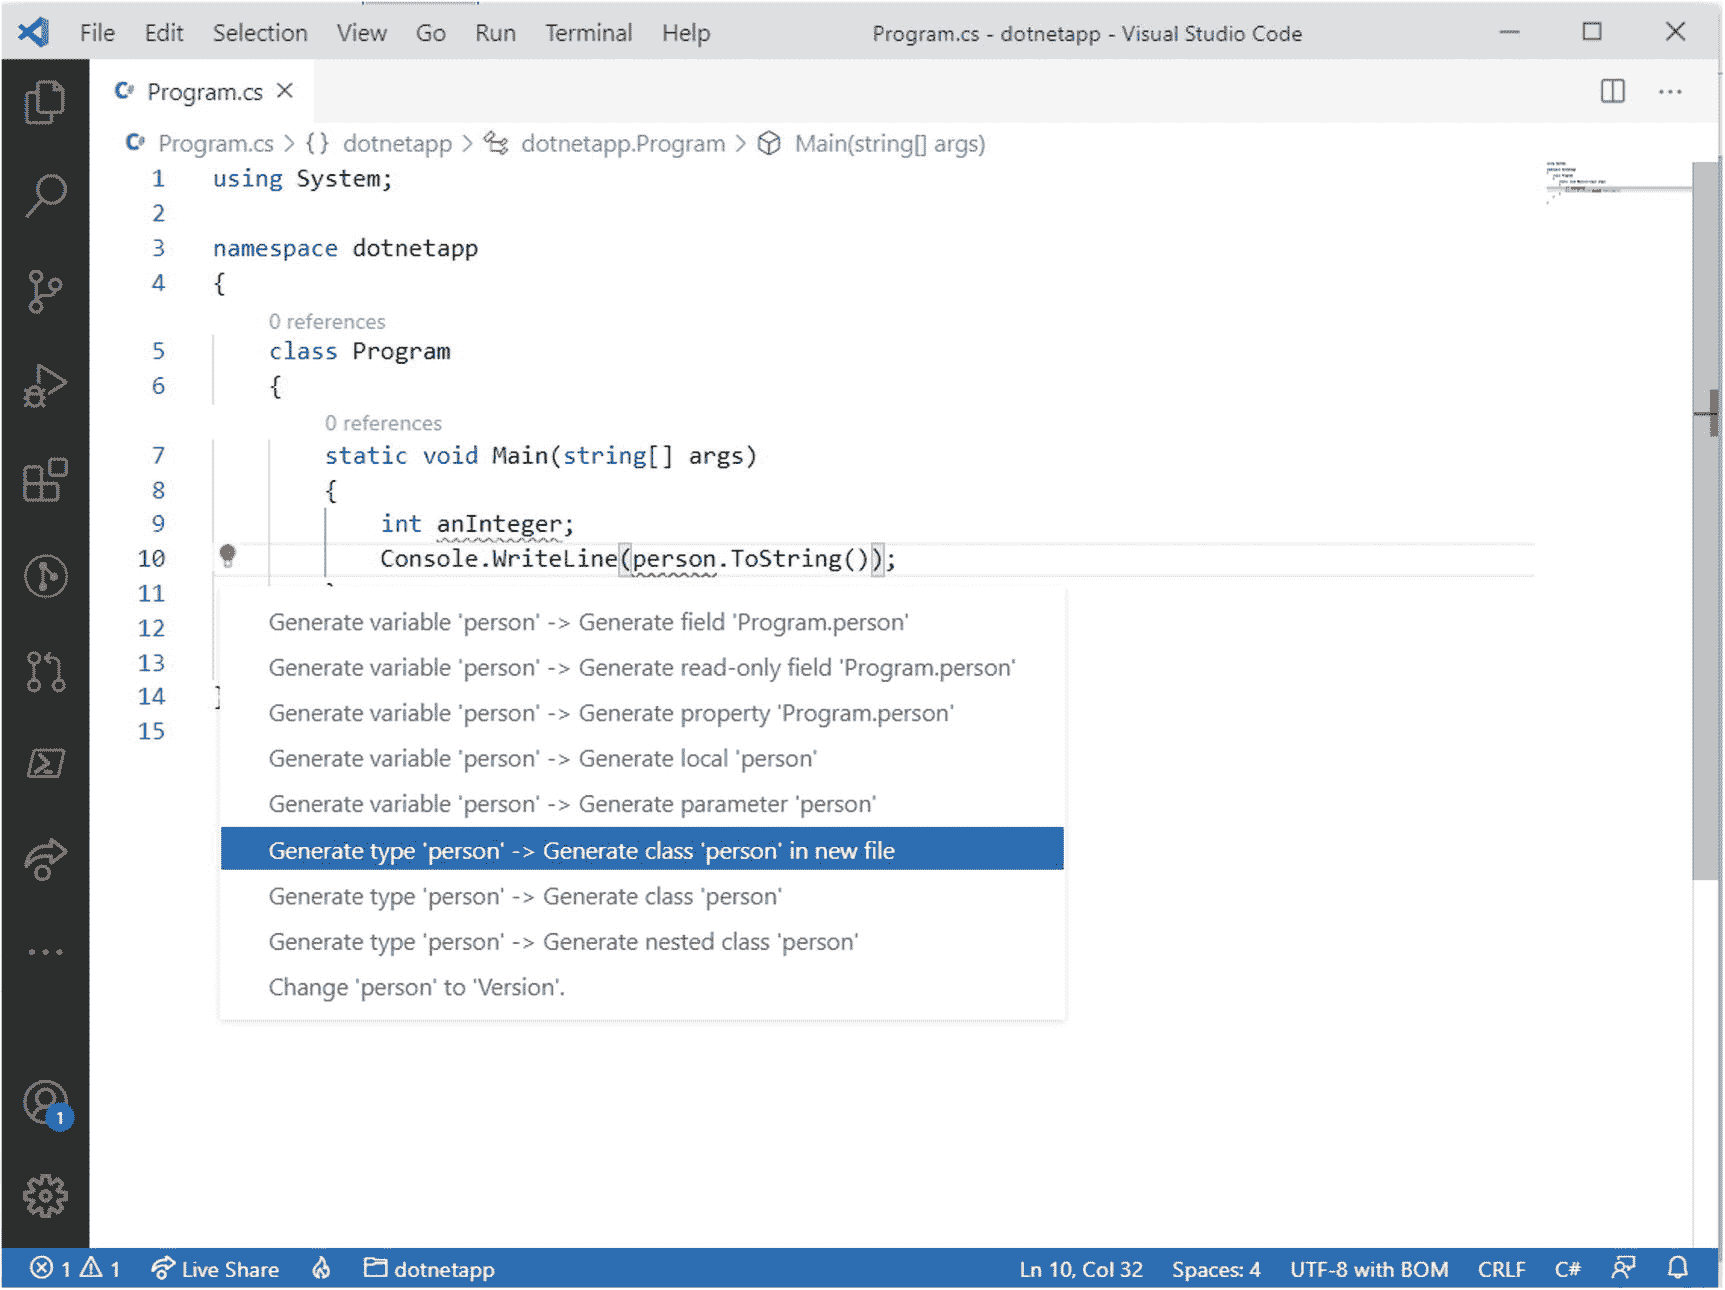 File Edit Selection View Go Run Terminal Help Program.cs - dotnetapp - Visual Studio Code
Program.cs
Program.cs > {} dotnetapp > dotnetapp.Program > Main(string[] args)
1 using System;
2
3 namespace dotnetapp
4 {
0 references
5 class Program
6 {
0 references
7 static void Main(string[] args)
8 {
9 int anInteger;
10 Console.WriteLine(person.ToString());
11
12
13
14
15
Generate variable 'person' -> Generate field 'Program.person'
Generate variable 'person' -> Generate read-only field 'Program.person'
Generate variable 'person' -> Generate property 'Program.person'
Generate variable 'person' -> Generate local 'person'
Generate variable 'person' -> Generate parameter 'person'
Generate type 'person' -> Generate class 'person' in new file
Generate type 'person' -> Generate class 'person'
Generate type 'person' -> Generate nested class 'person'
Change 'person' to 'Version'.
1
1 1 Live Share dotnetapp Ln 10, Col 32 Spaces: 4 UTF-8 with BOM CRLF C#